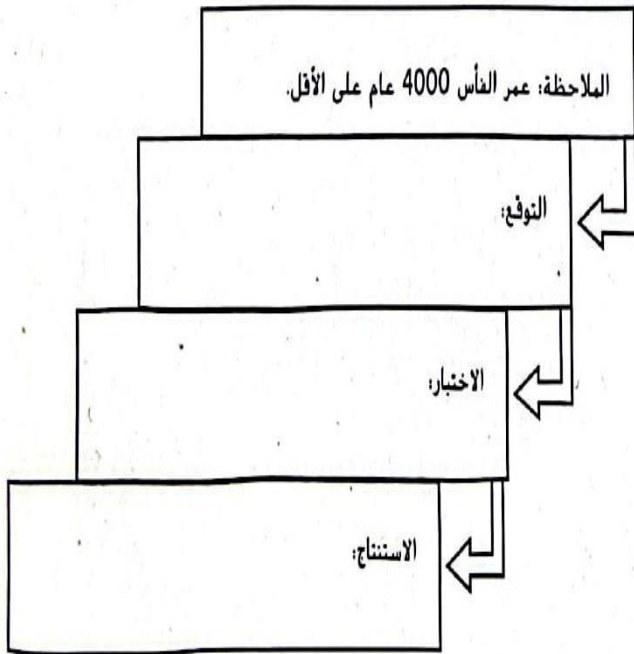 الملاحظة: عمر الفأس 4000 عام على الأقل.
التوقع:
الاختبار:
الاستنتاج: